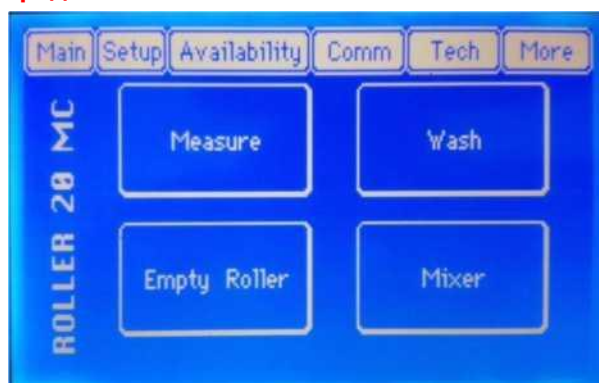 Main Setup Availability Comm Tech More
ROLLER 20 MC
Measure Wash
Empty Roller Mixer